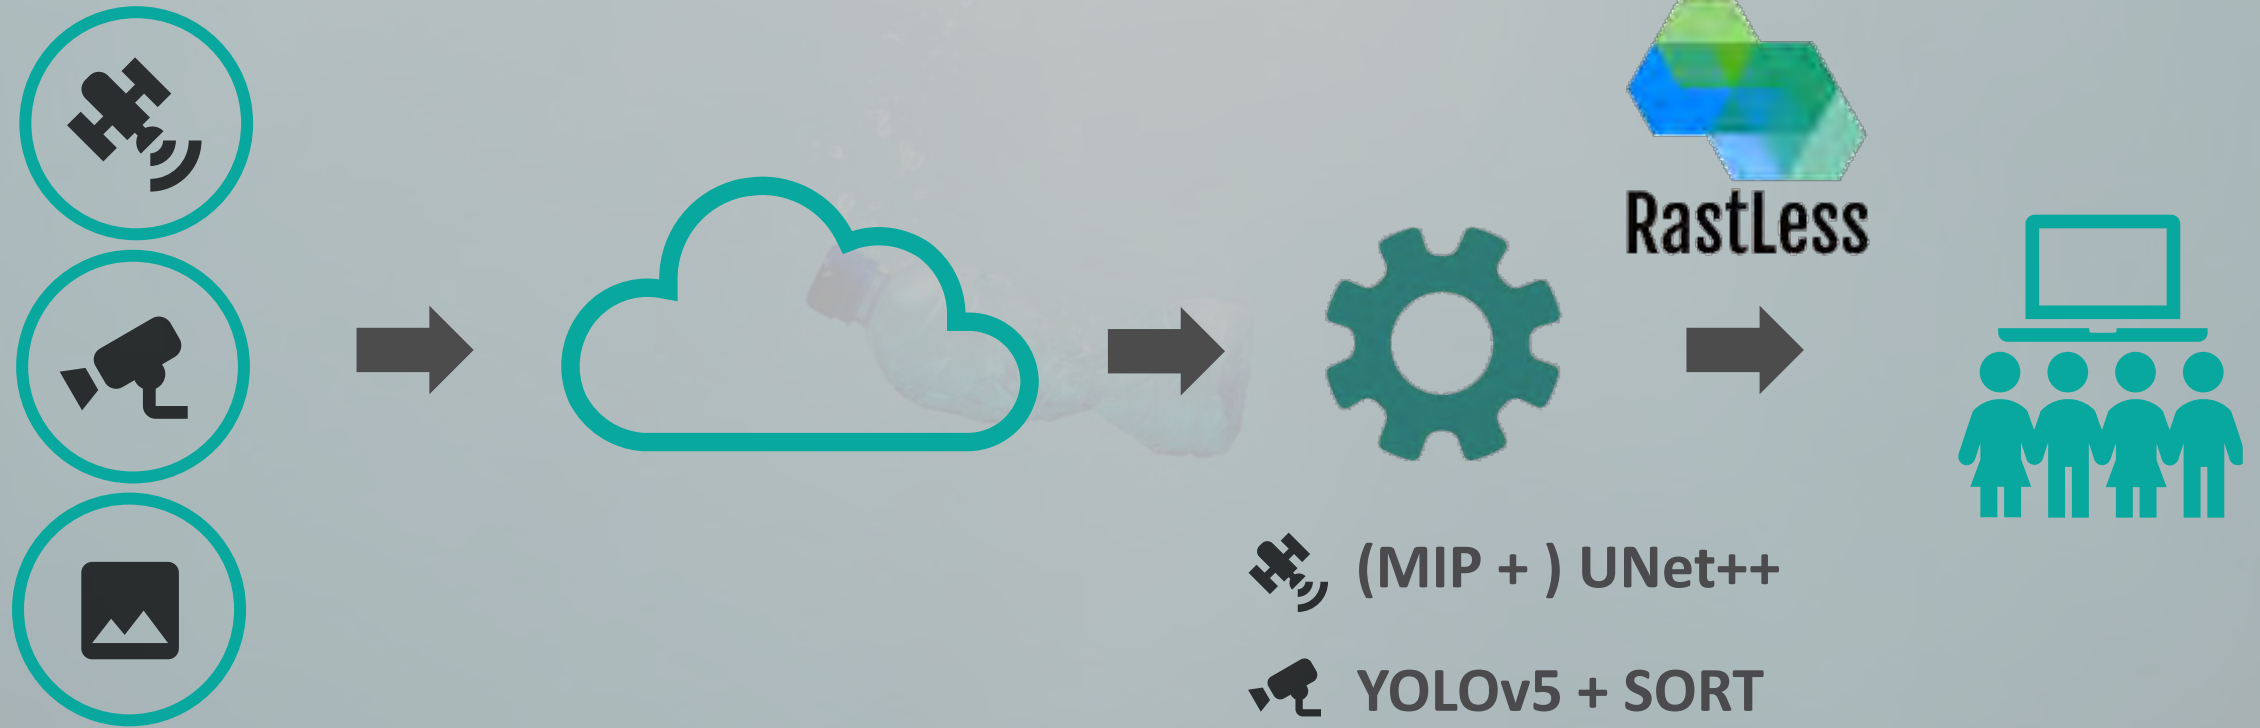 RastLess
(MIP + ) UNet++
YOLOv5 + SORT